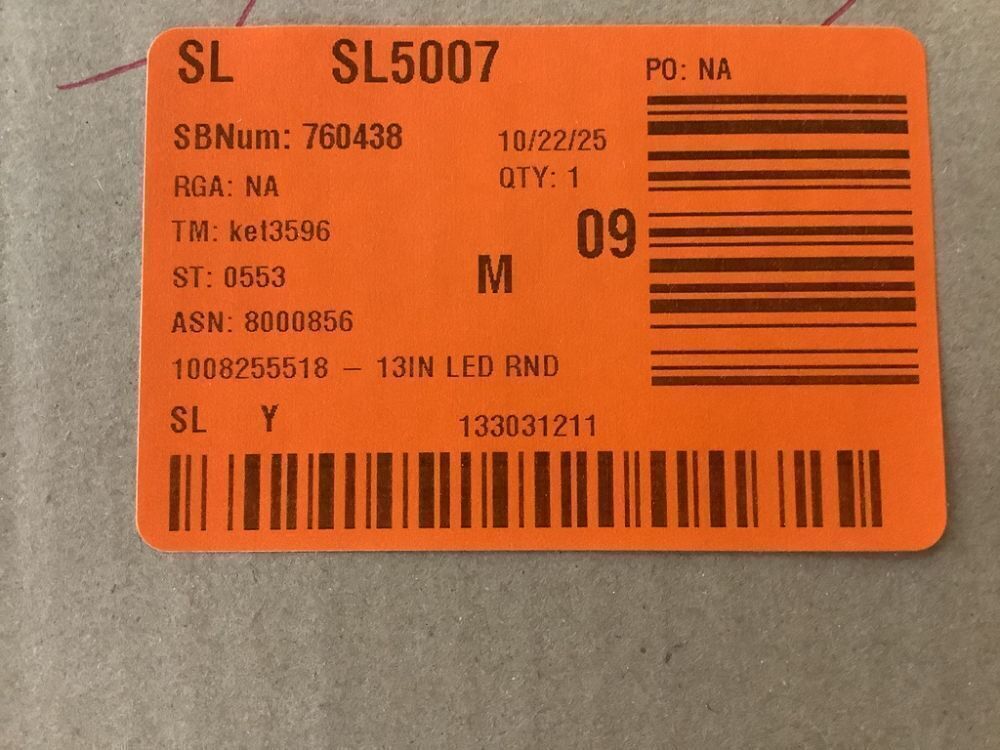 SL SL5007 PO: NA
SBNum: 760438 10/22/25
RGA: NA QTY: 1
TM: ket3596 09
ST: 0553 M
ASN: 8000856
1008255518 – 13IN LED RND
SL Y 133031211